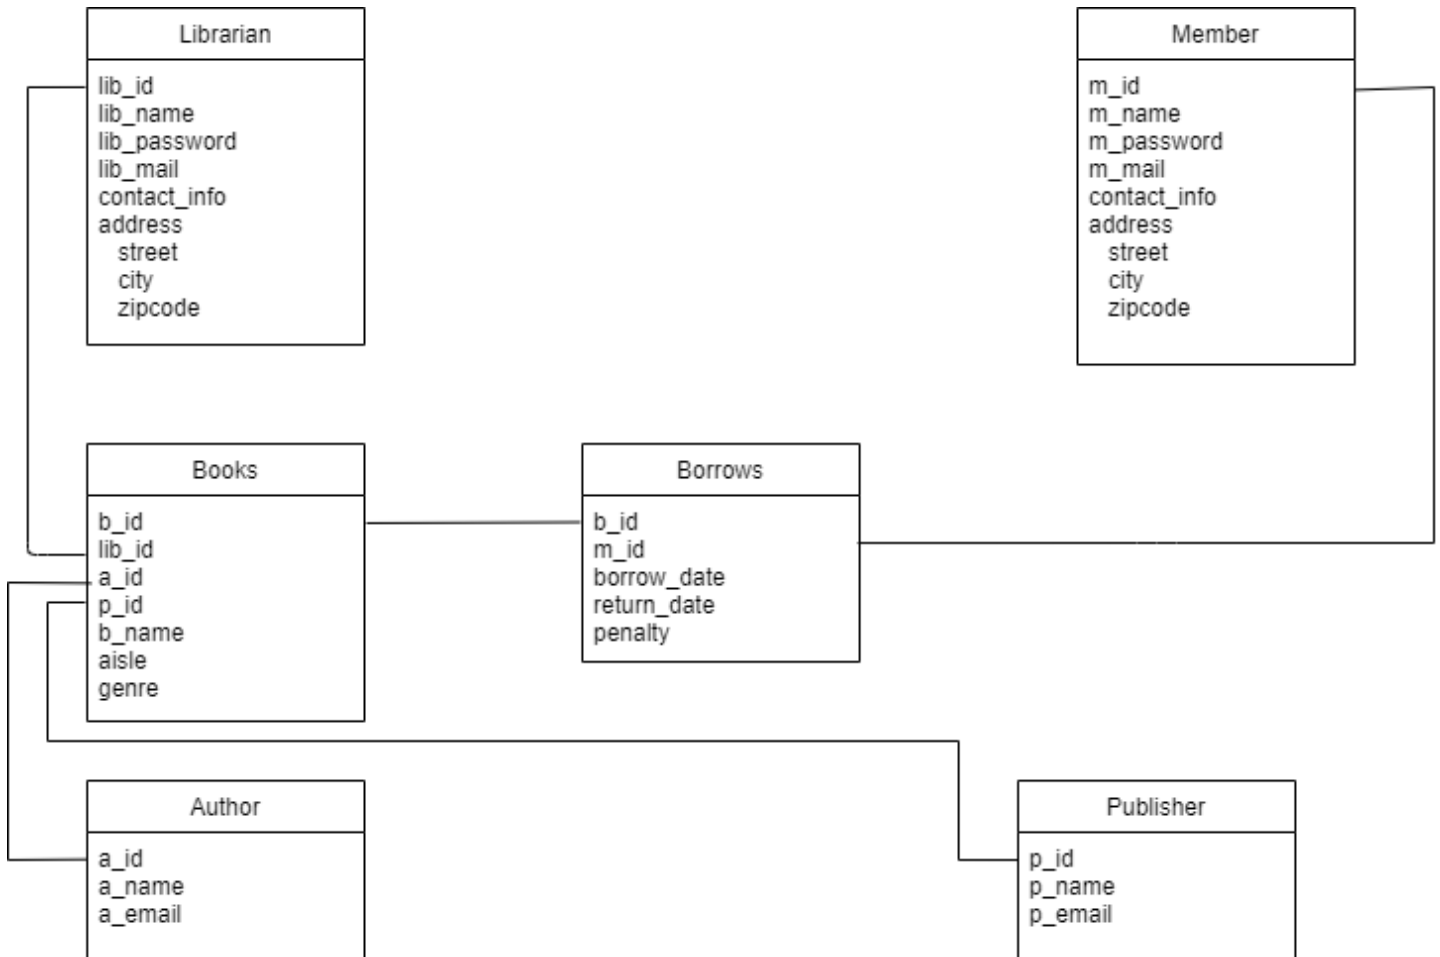 Librarian
lib_id
lib_name
lib_password
lib_mail
contact_info
address
street
city
zipcode
Member
m_id
m_name
m_password
m_mail
contact_info
address
street
city
zipcode
Books
b_id
lib_id
a_id
p_id
b_name
aisle
genre
Borrows
b_id
m_id
borrow_date
return_date
penalty
Author
a_id
a_name
a_email
Publisher
p_id
p_name
p_email